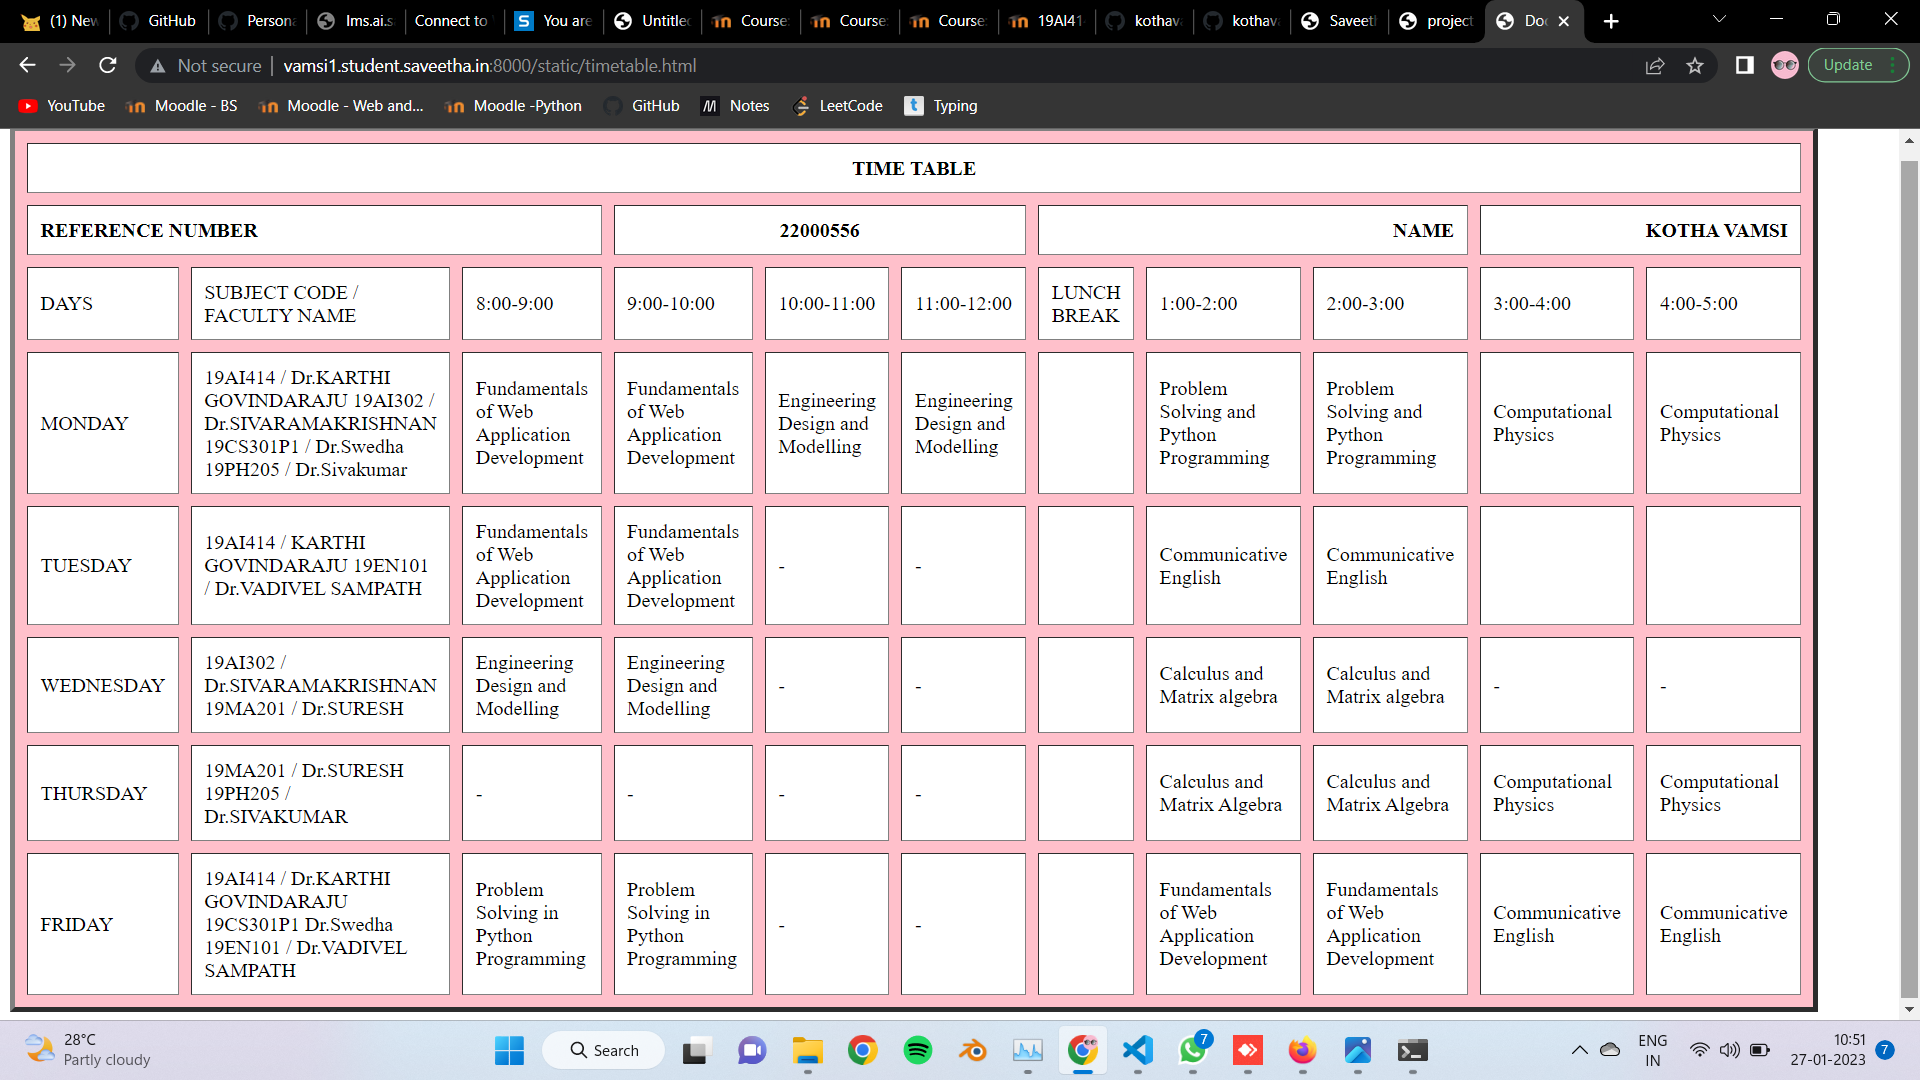 (1) New
GitHub
Persona
lms.ai.s
Connect to
You are
Untitled
Course:
Course:
Course:
19AI41
kothava
kothava
Saveeth
project
Doc
Not secure
vamsi1.student.saveetha.in:8000/static/timetable.html
Update
YouTube
Moodle - BS
Moodle - Web and...
Moodle -Python
GitHub
Notes
LeetCode
Typing
TIME TABLE
REFERENCE NUMBER
22000556
NAME
KOTHA VAMSI
DAYS
SUBJECT CODE /
FACULTY NAME
8:00-9:00
9:00-10:00
10:00-11:00
11:00-12:00
LUNCH
BREAK
1:00-2:00
2:00-3:00
3:00-4:00
4:00-5:00
MONDAY
19AI414 / Dr.KARTHI
GOVINDARAJU 19AI302 /
Dr.SIVARAMAKRISHNAN
19CS301P1 / Dr.Swedha
19PH205 / Dr.Sivakumar
Fundamentals
of Web
Application
Development
Fundamentals
of Web
Application
Development
Engineering
Design and
Modelling
Engineering
Design and
Modelling
Problem
Solving and
Python
Programming
Problem
Solving and
Python
Programming
Computational
Physics
Computational
Physics
TUESDAY
19AI414 / KARTHI
GOVINDARAJU 19EN101
/ Dr.VADIVEL SAMPATH
Fundamentals
of Web
Application
Development
Fundamentals
of Web
Application
Development
-
-
Communicative
English
Communicative
English
WEDNESDAY
19AI302 /
Dr.SIVARAMAKRISHNAN
19MA201 / Dr.SURESH
Engineering
Design and
Modelling
Engineering
Design and
Modelling
-
-
Calculus and
Matrix algebra
Calculus and
Matrix algebra
-
-
THURSDAY
19MA201 / Dr.SURESH
19PH205 /
Dr.SIVAKUMAR
-
-
-
-
Calculus and
Matrix Algebra
Calculus and
Matrix Algebra
Computational
Physics
Computational
Physics
FRIDAY
19AI414 / Dr.KARTHI
GOVINDARAJU
19CS301P1 Dr.Swedha
19EN101 / Dr.VADIVEL
SAMPATH
Problem
Solving in
Python
Programming
Problem
Solving in
Python
Programming
-
-
Fundamentals
of Web
Application
Development
Fundamentals
of Web
Application
Development
Communicative
English
Communicative
English
28°C
Partly cloudy
Search
7
ENG
IN
10:51
27-01-2023
7